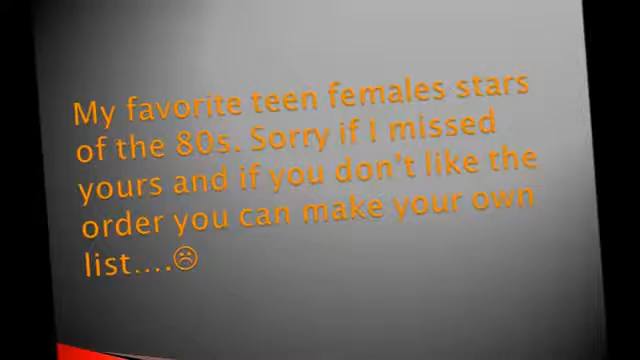 My favorite teen females stars
of the 80s. Sorry if I missed
yours and if you don't like the
order you can make your own
list....☹